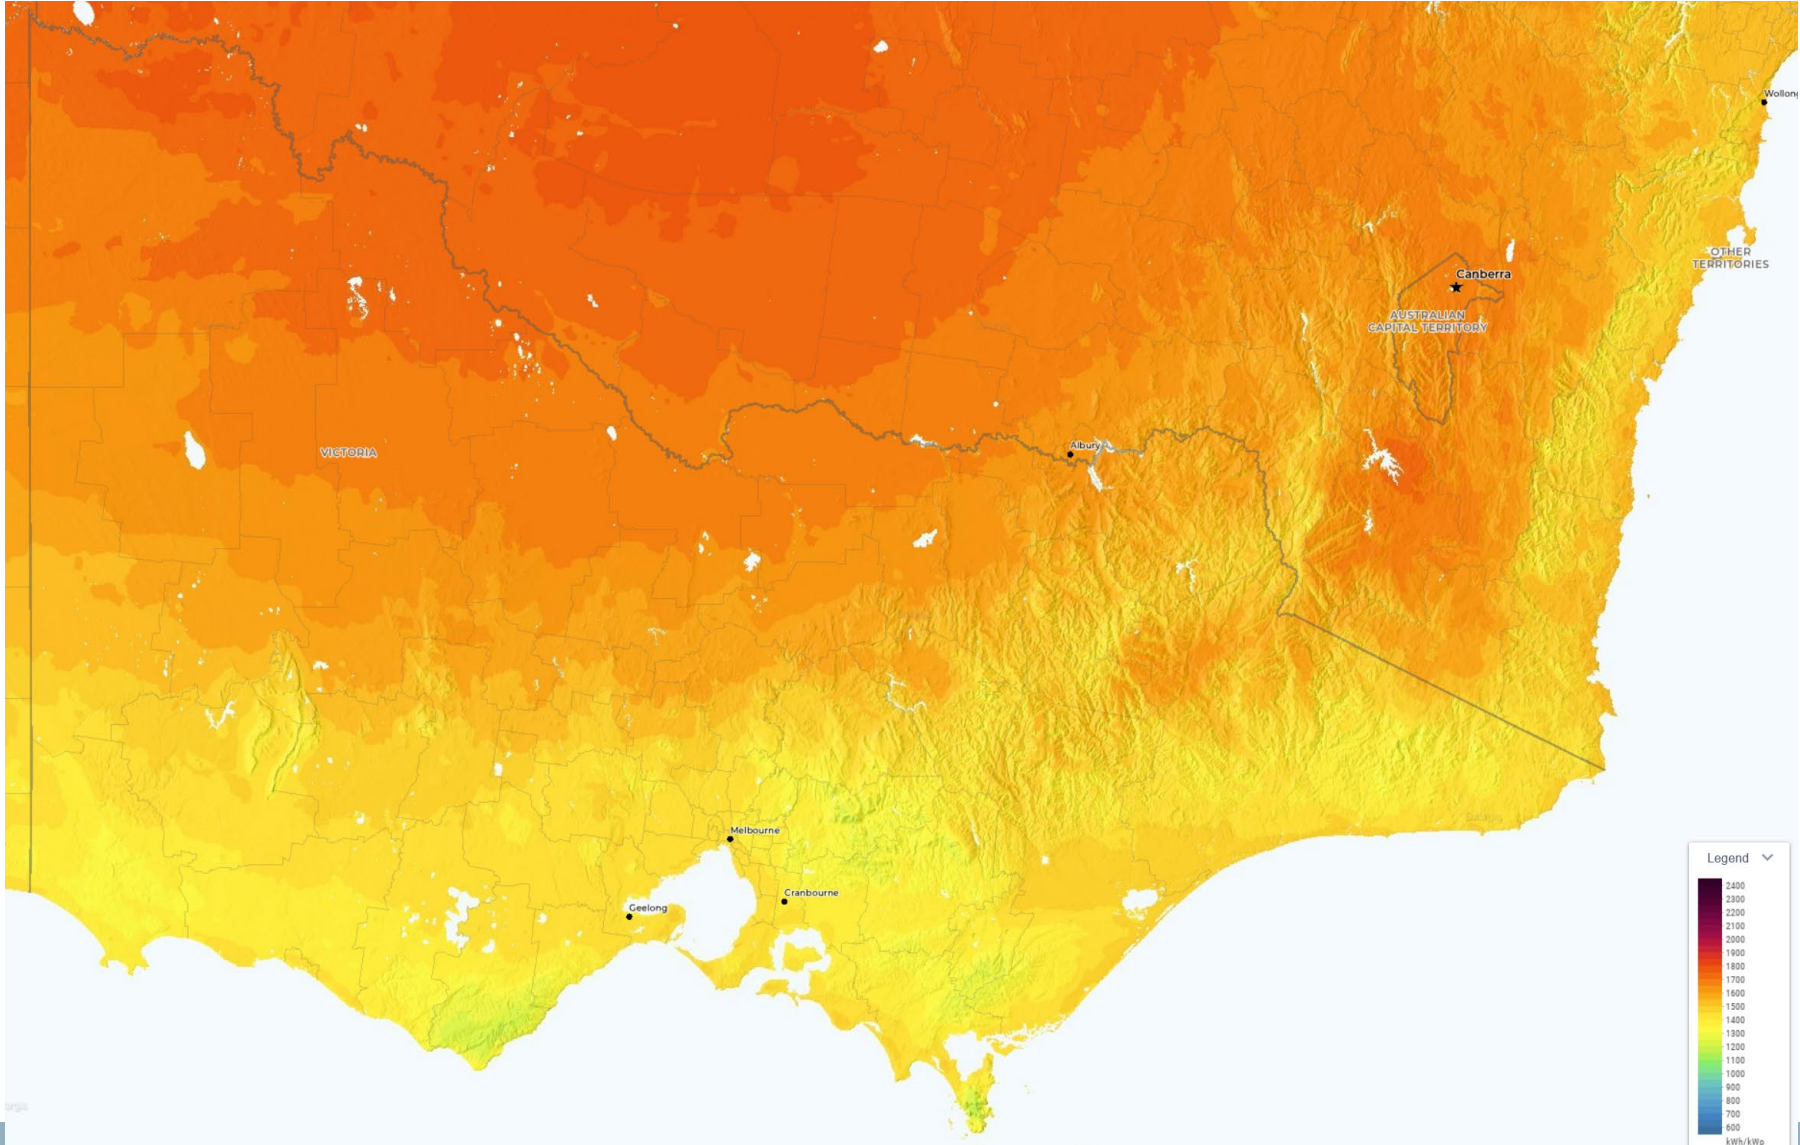 Wollong
OTHER
TERRITORIES
Canberra
AUSTRALIAN
CAPITAL TERRITORY
Albury
VICTORIA
Melbourne
Cranbourne
Geelong
Legend
2400
2300
2200
2100
2000
1900
1800
1700
1600
1500
1400
1300
1200
1100
1000
900
800
700
600
kWh/kWp